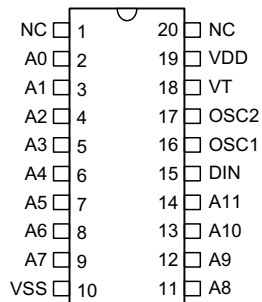 NC 1 20 NC
A0 2 19 VDD
A1 3 18 VT
A2 4 17 OSC2
A3 5 16 OSC1
A4 6 15 DIN
A5 7 14 A11
A6 8 13 A10
A7 9 12 A9
VSS 10 11 A8